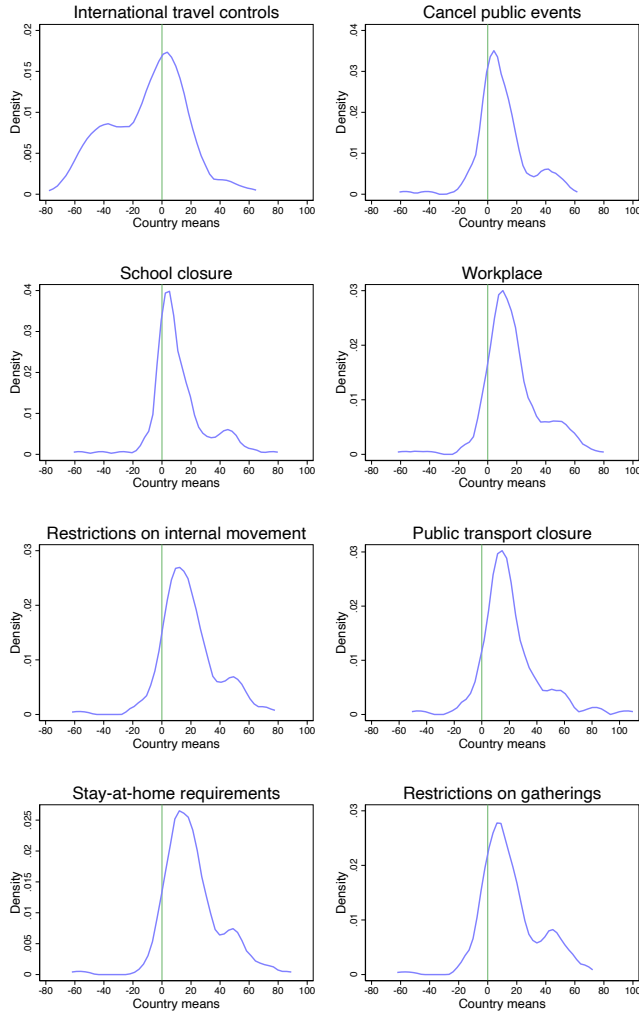 International travel controls
Density
0 .005 .01 .015 .02
-80 -60 -40 -20 0 20 40 60 80 100
Country means
Cancel public events
Density
0 .01 .02 .03 .04
-80 -60 -40 -20 0 20 40 60 80 100
Country means
School closure
Density
0 .01 .02 .03 .04
-80 -60 -40 -20 0 20 40 60 80 100
Country means
Workplace
Density
0 .01 .02 .03
-80 -60 -40 -20 0 20 40 60 80 100
Country means
Restrictions on internal movement
Density
0 .01 .02 .03
-80 -60 -40 -20 0 20 40 60 80 100
Country means
Public transport closure
Density
0 .01 .02 .03
-80 -60 -40 -20 0 20 40 60 80 100
Country means
Stay-at-home requirements
Density
0 .005 .01 .015 .02 .025
-80 -60 -40 -20 0 20 40 60 80 100
Country means
Restrictions on gatherings
Density
0 .01 .02 .03
-80 -60 -40 -20 0 20 40 60 80 100
Country means